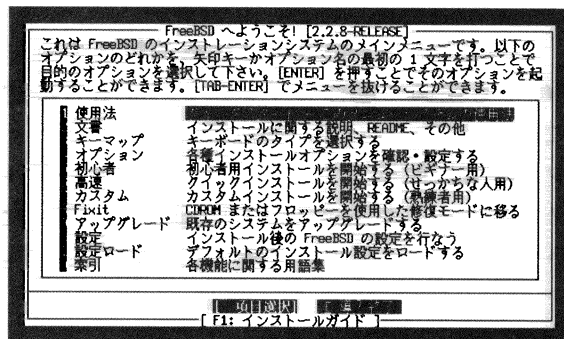 FreeBSD へようこそ! [2.2.8-RELEASE]
これは FreeBSD のインストレーションシステムのメインメニューです。以下の
オプションのどれかを、矢印キーかオプション名の最初の 1 文字を打つことで
目的のオプションを選択して下さい。[ENTER] を押すことでそのオプションを起
動することができます。[TAB-ENTER] でメニューを抜けることができます。
1 使用法
文書 インストールに関する説明、README、その他
キーマップ キーボードのタイプを選択する
オプション 各種インストールオプションを確認・設定する
初心者 初心者用インストールを開始する (ビギナー用)
高速 クイックインストールを開始する (せっかちな人用)
カスタム カスタムインストールを開始する (熟練者用)
Fixit CDROM またはフロッピーを使用した修復モードに移る
アップグレード 既存のシステムをアップグレードする
設定 インストール後の FreeBSD の設定を行なう
設定ロード デフォルトのインストール設定をロードする
索引 各機能に関する用語集
[ 項目選択 ]
[ F1: インストールガイド ]